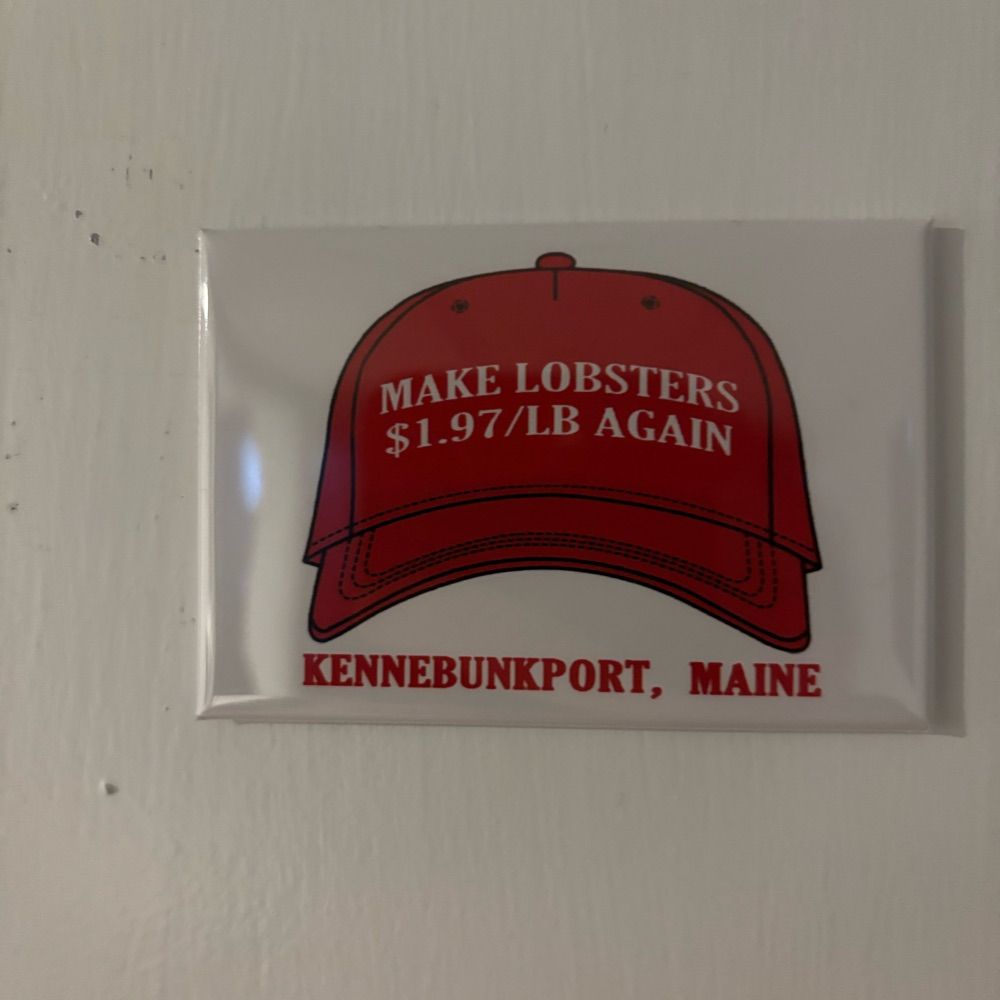 MAKE LOBSTERS
$1.97/LB AGAIN
KENNEBUNKPORT, MAINE